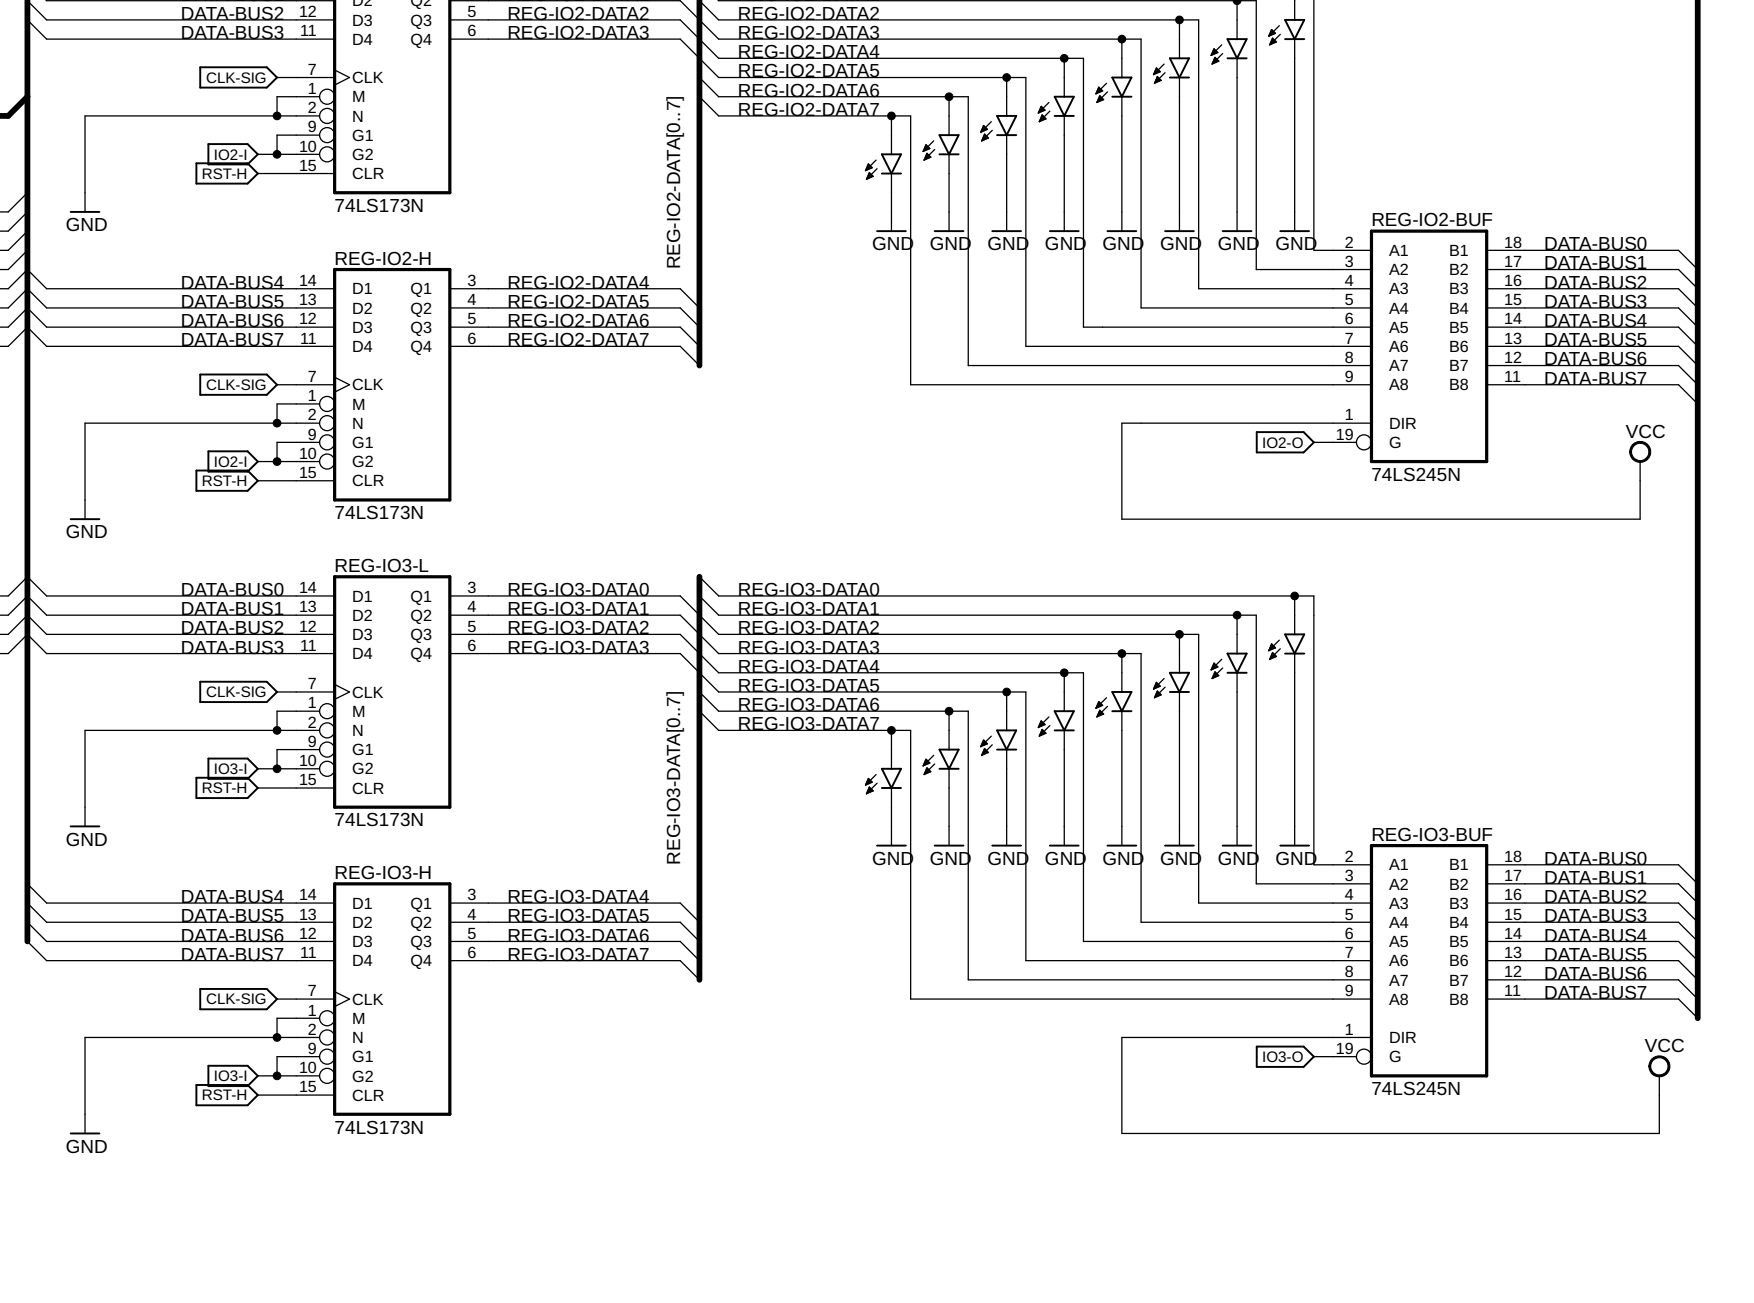 DATA-BUS2 12 D3 Q3 5 REG-IO2-DATA2
DATA-BUS3 11 D4 Q4 6 REG-IO2-DATA3
CLK-SIG 7 CLK
1 M
2 N
9 G1
IO2-I 10 G2
RST-H 15 CLR
GND
74LS173N
REG-IO2-DATA[0..7]
REG-IO2-DATA2
REG-IO2-DATA3
REG-IO2-DATA4
REG-IO2-DATA5
REG-IO2-DATA6
REG-IO2-DATA7
GND GND GND GND GND GND GND GND
REG-IO2-H
DATA-BUS4 14 D1 Q1 3 REG-IO2-DATA4
DATA-BUS5 13 D2 Q2 4 REG-IO2-DATA5
DATA-BUS6 12 D3 Q3 5 REG-IO2-DATA6
DATA-BUS7 11 D4 Q4 6 REG-IO2-DATA7
CLK-SIG 7 CLK
1 M
2 N
9 G1
IO2-I 10 G2
RST-H 15 CLR
GND
74LS173N
REG-IO2-BUF
2 A1 B1 18 DATA-BUS0
3 A2 B2 17 DATA-BUS1
4 A3 B3 16 DATA-BUS2
5 A4 B4 15 DATA-BUS3
6 A5 B5 14 DATA-BUS4
7 A6 B6 13 DATA-BUS5
8 A7 B7 12 DATA-BUS6
9 A8 B8 11 DATA-BUS7
1 DIR
IO2-O 19 G
VCC
74LS245N
REG-IO3-L
DATA-BUS0 14 D1 Q1 3 REG-IO3-DATA0
DATA-BUS1 13 D2 Q2 4 REG-IO3-DATA1
DATA-BUS2 12 D3 Q3 5 REG-IO3-DATA2
DATA-BUS3 11 D4 Q4 6 REG-IO3-DATA3
CLK-SIG 7 CLK
1 M
2 N
9 G1
IO3-I 10 G2
RST-H 15 CLR
GND
74LS173N
REG-IO3-DATA[0..7]
REG-IO3-DATA0
REG-IO3-DATA1
REG-IO3-DATA2
REG-IO3-DATA3
REG-IO3-DATA4
REG-IO3-DATA5
REG-IO3-DATA6
REG-IO3-DATA7
GND GND GND GND GND GND GND GND
REG-IO3-H
DATA-BUS4 14 D1 Q1 3 REG-IO3-DATA4
DATA-BUS5 13 D2 Q2 4 REG-IO3-DATA5
DATA-BUS6 12 D3 Q3 5 REG-IO3-DATA6
DATA-BUS7 11 D4 Q4 6 REG-IO3-DATA7
CLK-SIG 7 CLK
1 M
2 N
9 G1
IO3-I 10 G2
RST-H 15 CLR
GND
74LS173N
REG-IO3-BUF
2 A1 B1 18 DATA-BUS0
3 A2 B2 17 DATA-BUS1
4 A3 B3 16 DATA-BUS2
5 A4 B4 15 DATA-BUS3
6 A5 B5 14 DATA-BUS4
7 A6 B6 13 DATA-BUS5
8 A7 B7 12 DATA-BUS6
9 A8 B8 11 DATA-BUS7
1 DIR
IO3-O 19 G
VCC
74LS245N